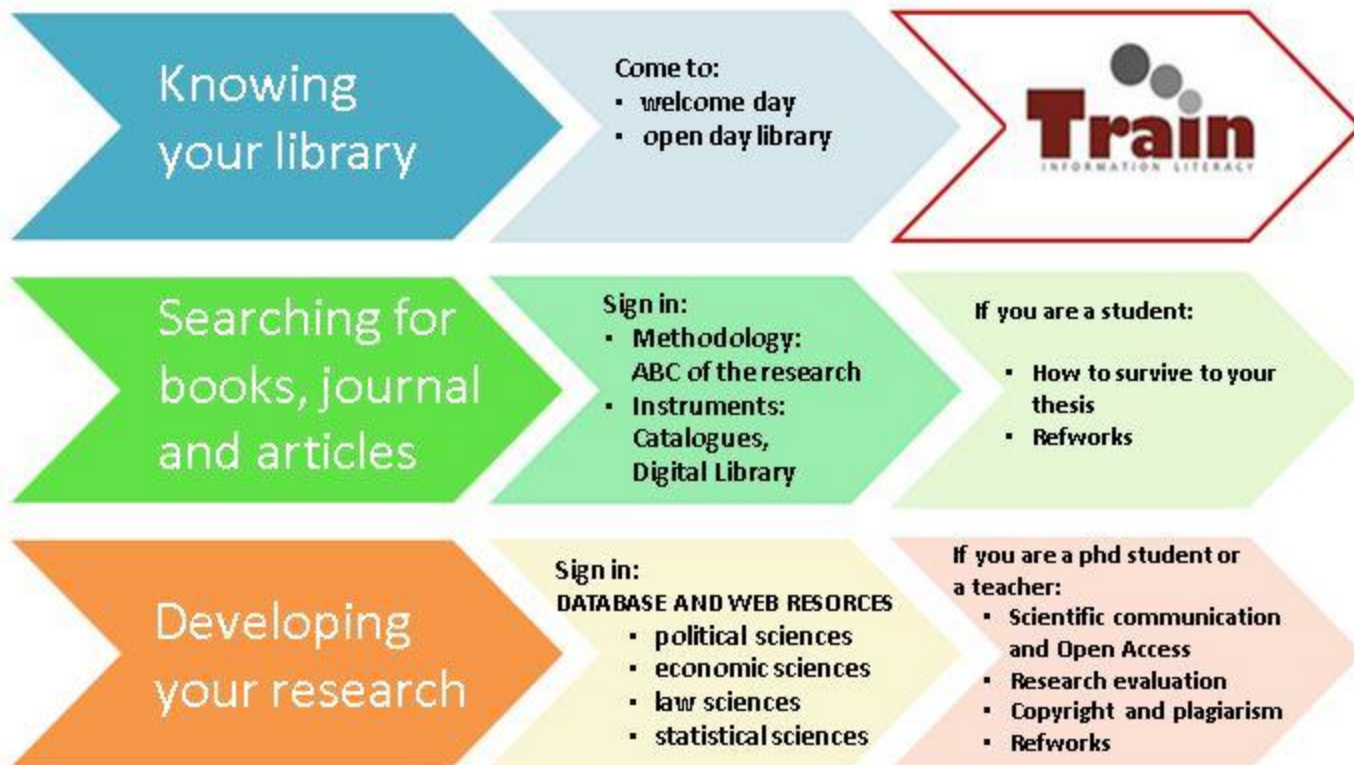 Knowing
your library
Come to:
▪ welcome day
▪ open day library
Train
INFORMATION LITERACY
Searching for
books, journal
and articles
Sign in:
▪ Methodology:
ABC of the research
▪ Instruments:
Catalogues,
Digital Library
If you are a student:
▪ How to survive to your
thesis
▪ Refworks
Developing
your research
Sign in:
DATABASE AND WEB RESORCES
▪ political sciences
▪ economic sciences
▪ law sciences
▪ statistical sciences
If you are a phd student or
a teacher:
▪ Scientific communication
and Open Access
▪ Research evaluation
▪ Copyright and plagiarism
▪ Refworks